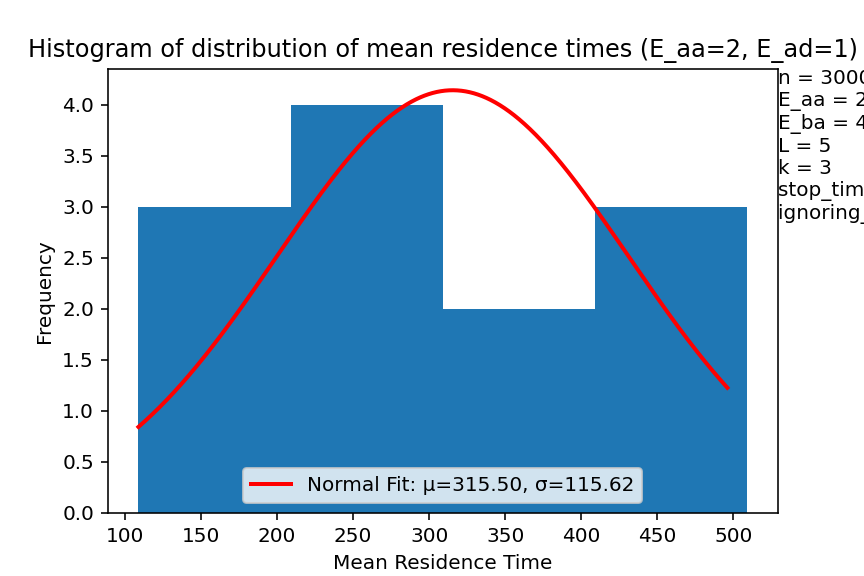 Histogram of distribution of mean residence times (E_aa=2, E_ad=1)
n = 3000
E_aa = 2
E_ba = 4
L = 5
k = 3
4.0
3.5
3.0
2.5
2.0
1.5
1.0
0.5
0.0
Frequency
Normal Fit: μ=315.50, σ=115.62
100 150 200 250 300 350 400 450 500
Mean Residence Time